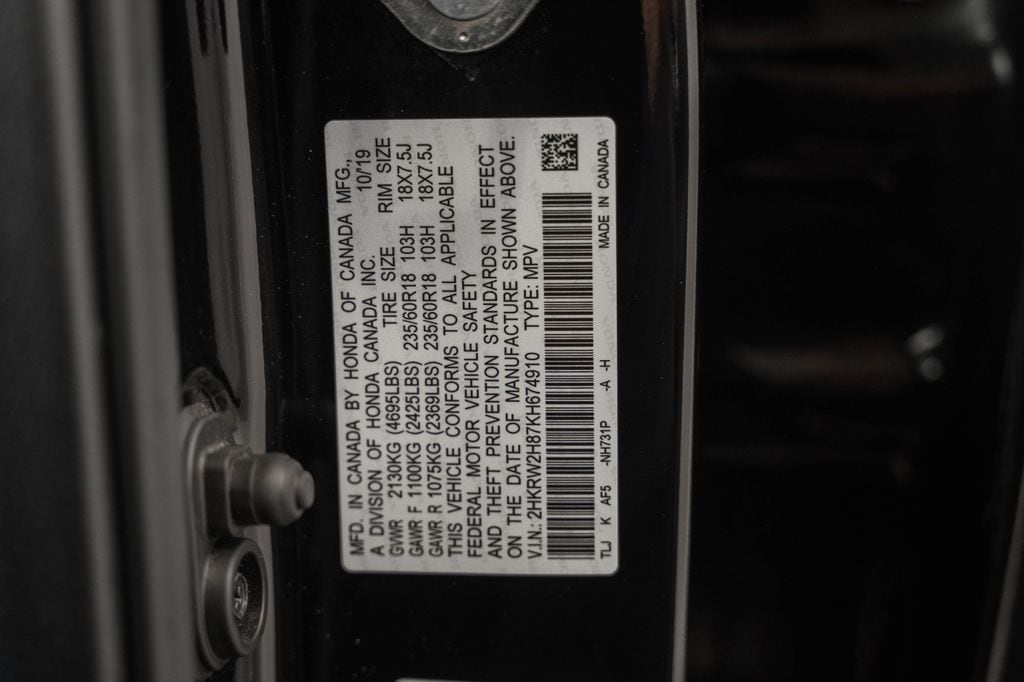 MFD. IN CANADA BY HONDA OF CANADA MFG.,
A DIVISION OF HONDA CANADA INC. 10/19
GVWR 2130KG (4695LBS) TIRE SIZE RIM SIZE
GAWR F 1100KG (2425LBS) 235/60R18 103H 18X7.5J
GAWR R 1075KG (2369LBS) 235/60R18 103H 18X7.5J
THIS VEHICLE CONFORMS TO ALL APPLICABLE
FEDERAL MOTOR VEHICLE SAFETY
AND THEFT PREVENTION STANDARDS IN EFFECT
ON THE DATE OF MANUFACTURE SHOWN ABOVE.
V.I.N.: 2HKRW2H87KH674910 TYPE: MPV
TLJ K AF5 -NH731P -A -H MADE IN CANADA